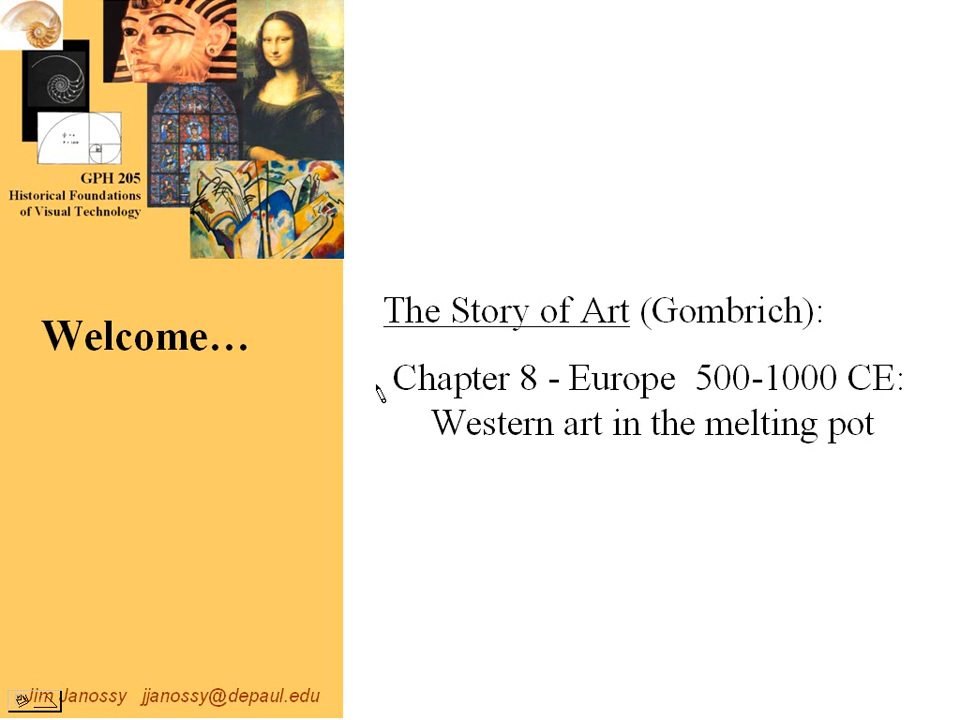 GPH 205
Historical Foundations
of Visual Technology
Welcome…
The Story of Art (Gombrich):
Chapter 8 - Europe 500-1000 CE:
Western art in the melting pot
Jim Janossy jjanossy@depaul.edu